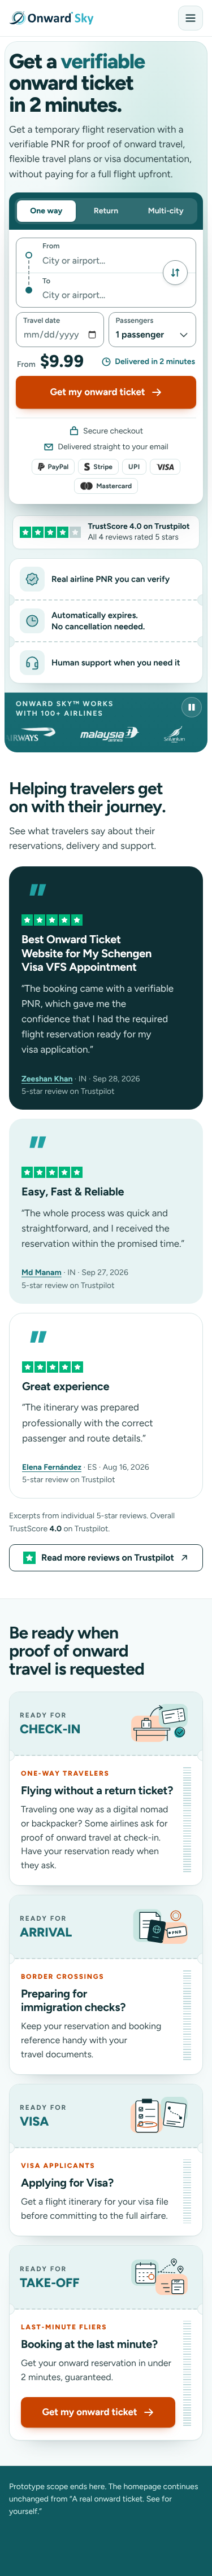 Onward Sky
Get a verifiable
onward ticket
in 2 minutes.
Get a temporary flight reservation with a
verifiable PNR for proof of onward travel,
flexible travel plans or visa documentation,
without paying for a full flight upfront.
One way
Return
Multi-city
From
City or airport...
To
City or airport...
Travel date
mm/dd/yyyy
Passengers
1 passenger
From $9.99
Delivered in 2 minutes
Get my onward ticket →
Secure checkout
Delivered straight to your email
PayPal
Stripe
UPI
VISA
Mastercard
TrustScore 4.0 on Trustpilot
All 4 reviews rated 5 stars
Real airline PNR you can verify
Automatically expires.
No cancellation needed.
Human support when you need it
ONWARD SKY™ WORKS
WITH 100+ AIRLINES
malaysia
airlines
Helping travelers get
on with their journey.
See what travelers say about their
reservations, delivery and support.
Best Onward Ticket
Website for My Schengen
Visa VFS Appointment
“The booking came with a verifiable
PNR, which gave me the
confidence that I had the required
flight reservation ready for my
visa application.”
Zeeshan Khan · IN · Sep 28, 2026
5-star review on Trustpilot
Easy, Fast & Reliable
“The whole process was quick and
straightforward, and I received the
reservation within the promised time.”
Md Manam · IN · Sep 27, 2026
5-star review on Trustpilot
Great experience
“The itinerary was prepared
professionally with the correct
passenger and route details.”
Elena Fernández · ES · Aug 16, 2026
5-star review on Trustpilot
Excerpts from individual 5-star reviews. Overall
TrustScore 4.0 on Trustpilot.
Read more reviews on Trustpilot ↗
Be ready when
proof of onward
travel is requested
READY FOR
CHECK-IN
ONE-WAY TRAVELERS
Flying without a return ticket?
Traveling one way as a digital nomad
or backpacker? Some airlines ask for
proof of onward travel at check-in.
Have your reservation ready when
they ask.
READY FOR
ARRIVAL
PNR
BORDER CROSSINGS
Preparing for
immigration checks?
Keep your reservation and booking
reference handy with your
travel documents.
READY FOR
VISA
VISA APPLICANTS
Applying for Visa?
Get a flight itinerary for your visa file
before committing to the full airfare.
READY FOR
TAKE-OFF
LAST-MINUTE FLIERS
Booking at the last minute?
Get your onward reservation in under
2 minutes, guaranteed.
Get my onward ticket →
Prototype scope ends here. The homepage continues
unchanged from “A real onward ticket. See for
yourself.”